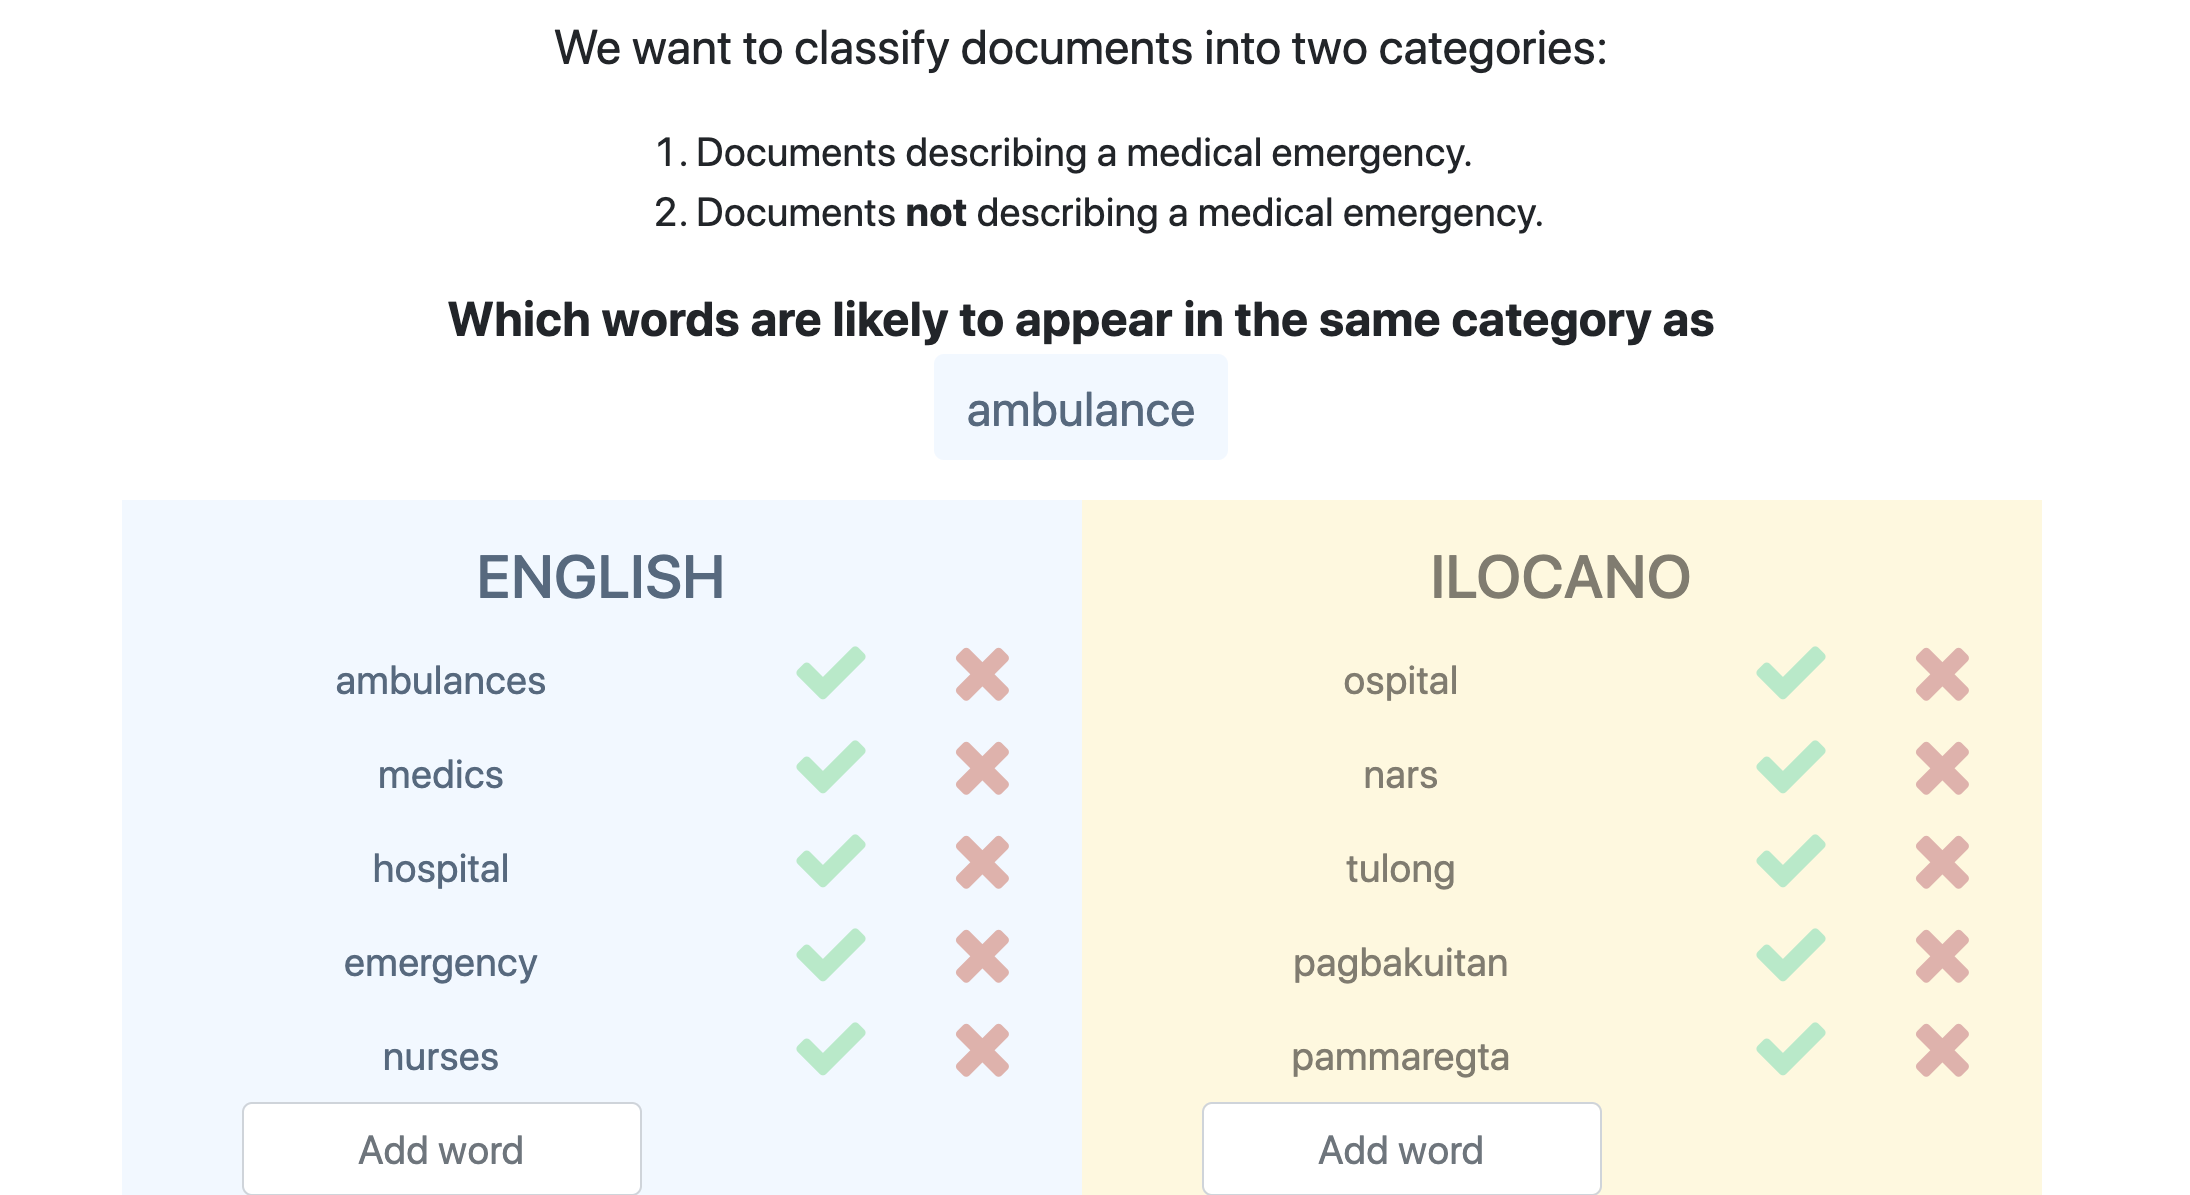 We want to classify documents into two categories:
1. Documents describing a medical emergency.
2. Documents not describing a medical emergency.
Which words are likely to appear in the same category as
ambulance
ENGLISH
ambulances
medics
hospital
emergency
nurses
Add word
ILOCANO
ospital
nars
tulong
pagbakuitan
pammaregta
Add word